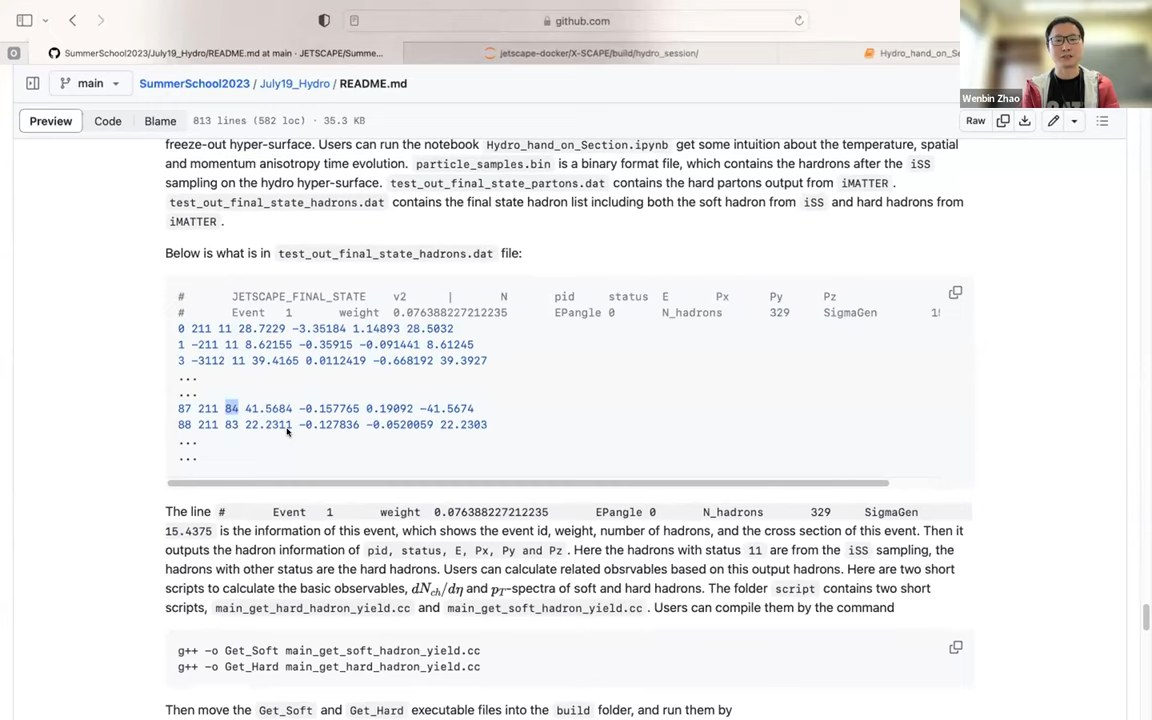 github.com
SummerSchool2023/July19_Hydro/README.md at main · JETSCAPE/Summe...
jetscape-docker/X-SCAPE/build/hydro_session/
Hydro_hand_on_Se
main
SummerSchool2023 / July19_Hydro / README.md
Wenbin Zhao
Preview Code Blame 813 lines (582 loc) · 35.3 KB
Raw
freeze-out hyper-surface. Users can run the notebook Hydro_hand_on_Section.ipynb get some intuition about the temperature, spatial
and momentum anisotropy time evolution. particle_samples.bin is a binary format file, which contains the hardrons after the iSS
sampling on the hydro hyper-surface. test_out_final_state_partons.dat contains the hard partons output from iMATTER .
test_out_final_state_hadrons.dat contains the final state hadron list including both the soft hadron from iSS and hard hadrons from
iMATTER .
Below is what is in test_out_final_state_hadrons.dat file:
# JETSCAPE_FINAL_STATE v2 | N pid status E Px Py Pz
# Event 1 weight 0.076388227212235 EPangle 0 N_hadrons 329 SigmaGen 15
0 211 11 28.7229 -3.35184 1.14893 28.5032
1 -211 11 8.62155 -0.35915 -0.091441 8.61245
3 -3112 11 39.4165 0.0112419 -0.668192 39.3927
...
...
87 211 84 41.5684 -0.157765 0.19092 -41.5674
88 211 83 22.2311 -0.127836 -0.0520059 22.2303
...
...
The line # Event 1 weight 0.076388227212235 EPangle 0 N_hadrons 329 SigmaGen
15.4375 is the information of this event, which shows the event id, weight, number of hadrons, and the cross section of this event. Then it
outputs the hadron information of pid, status, E, Px, Py and Pz . Here the hadrons with status 11 are from the iSS sampling, the
hadrons with other status are the hard hadrons. Users can calculate related obsrvables based on this output hadrons. Here are two short
scripts to calculate the basic observables, dN_ch/dη and p_T-spectra of soft and hard hadrons. The folder script contains two short
scripts, main_get_hard_hadron_yield.cc and main_get_soft_hadron_yield.cc . Users can compile them by the command
g++ -o Get_Soft main_get_soft_hadron_yield.cc
g++ -o Get_Hard main_get_hard_hadron_yield.cc
Then move the Get_Soft and Get_Hard executable files into the build folder, and run them by